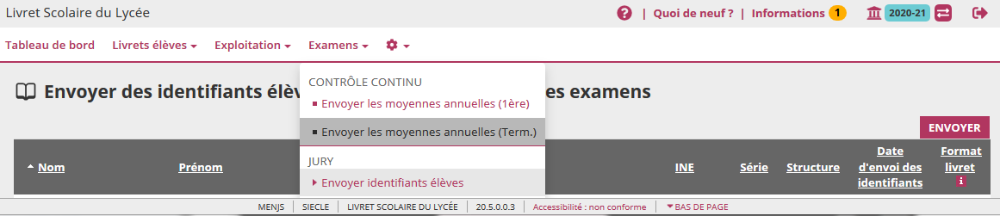 Livret Scolaire du Lycée
| Quoi de neuf ? | Informations 1 2020-21
Tableau de bord Livrets élèves Exploitation Examens
Envoyer des identifiants élè es examens
CONTRÔLE CONTINU
Envoyer les moyennes annuelles (1ère)
Envoyer les moyennes annuelles (Term.)
JURY
Envoyer identifiants élèves
ENVOYER
Nom Prénom INE Série Structure Date d'envoi des identifiants Format livret
MENJS | SIECLE | LIVRET SCOLAIRE DU LYCÉE | 20.5.0.0.3 | Accessibilité : non conforme | BAS DE PAGE